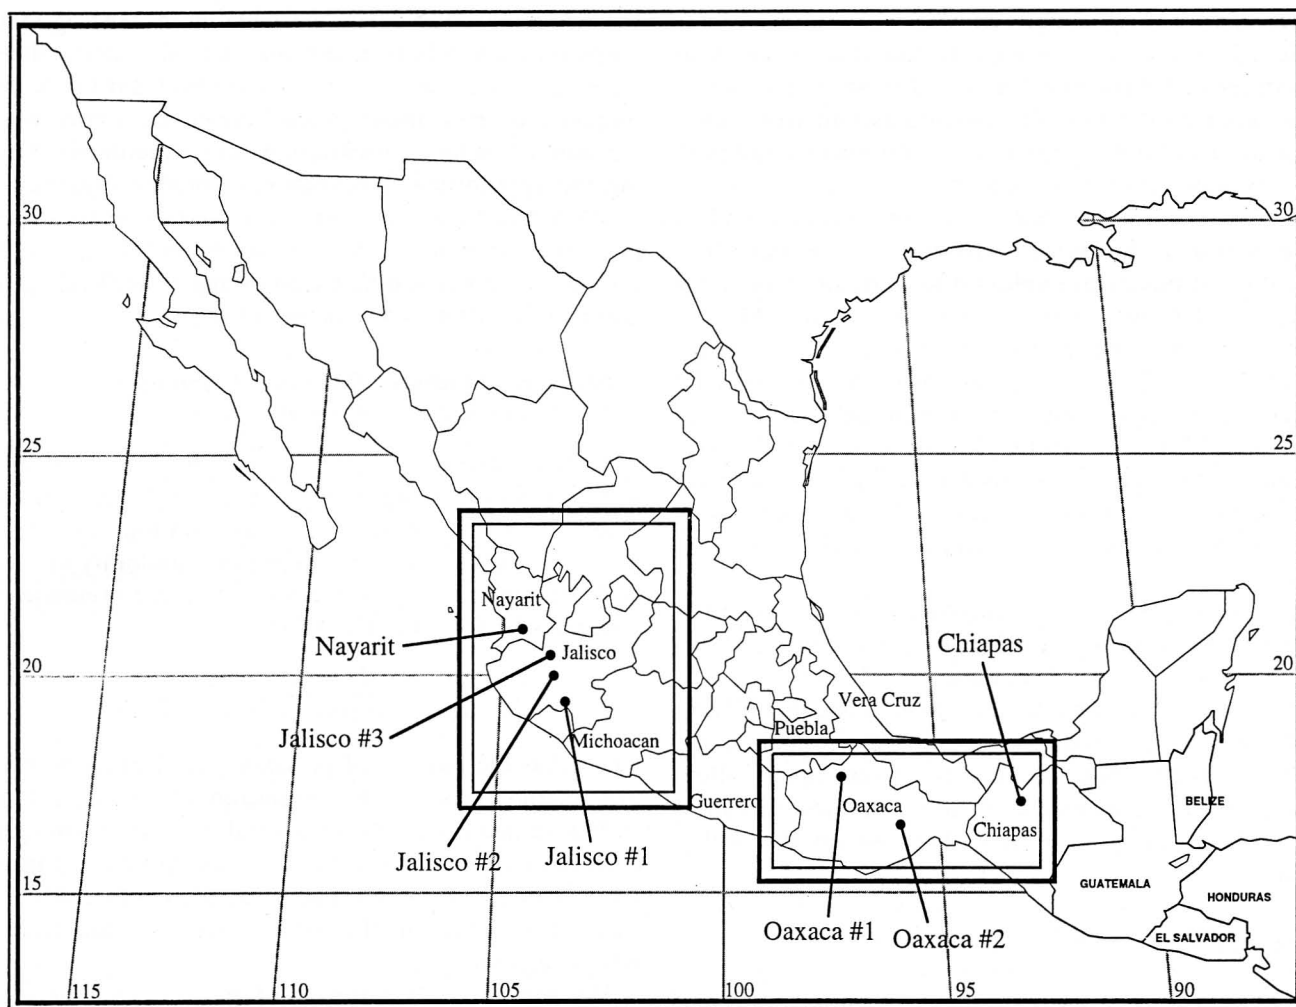 30
30
25
25
Nayarit
Nayarit
Jalisco
Chiapas
20
Vera Cruz
Jalisco #3
Michoacan
Puebla
Guerrero
Oaxaca
BELIZE
Chiapas
Jalisco #2
Jalisco #1
15
GUATEMALA
HONDURAS
Oaxaca #1
Oaxaca #2
EL SALVADOR
115
110
105
100
95
90
20